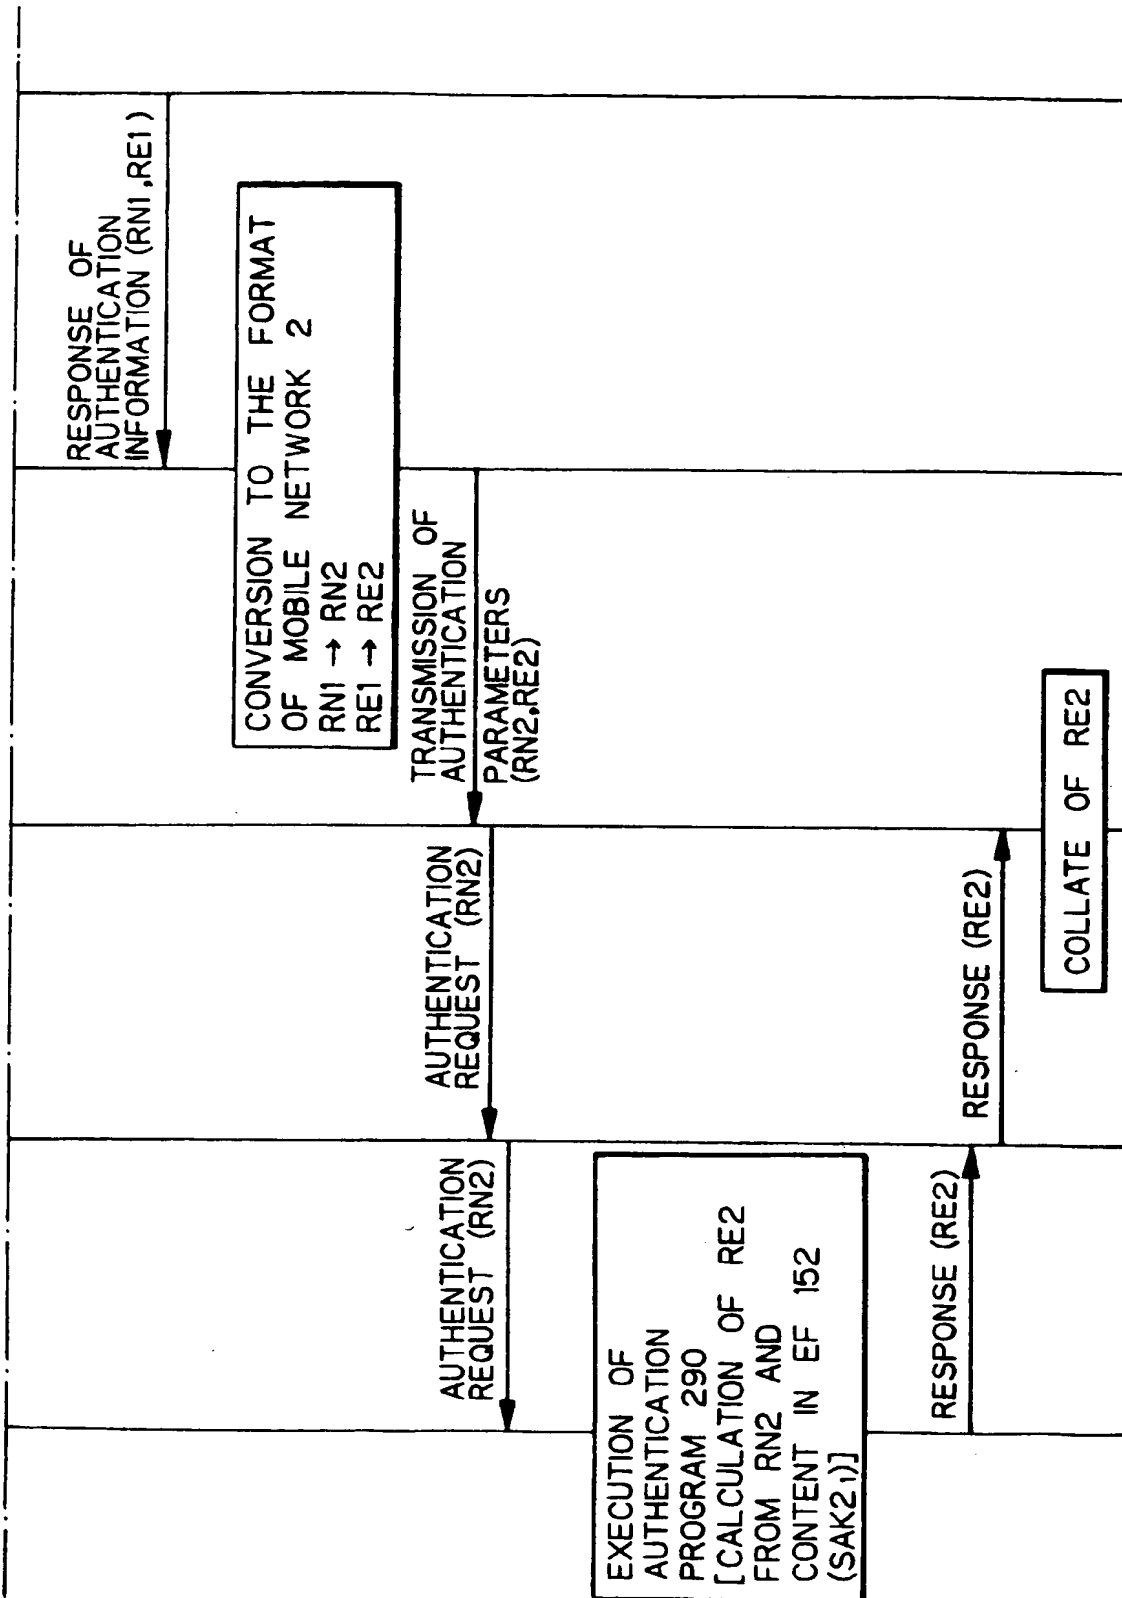 RESPONSE OF
AUTHENTICATION
INFORMATION (RN1,RE1)
CONVERSION TO THE FORMAT
OF MOBILE NETWORK 2
RN1 → RN2
RE1 → RE2
TRANSMISSION OF
AUTHENTICATION
PARAMETERS
(RN2,RE2)
AUTHENTICATION
REQUEST (RN2)
AUTHENTICATION
REQUEST (RN2)
EXECUTION OF
AUTHENTICATION
PROGRAM 290
[CALCULATION OF RE2
FROM RN2 AND
CONTENT IN EF 152
(SAK2₁)]
RESPONSE (RE2)
RESPONSE (RE2)
COLLATE OF RE2